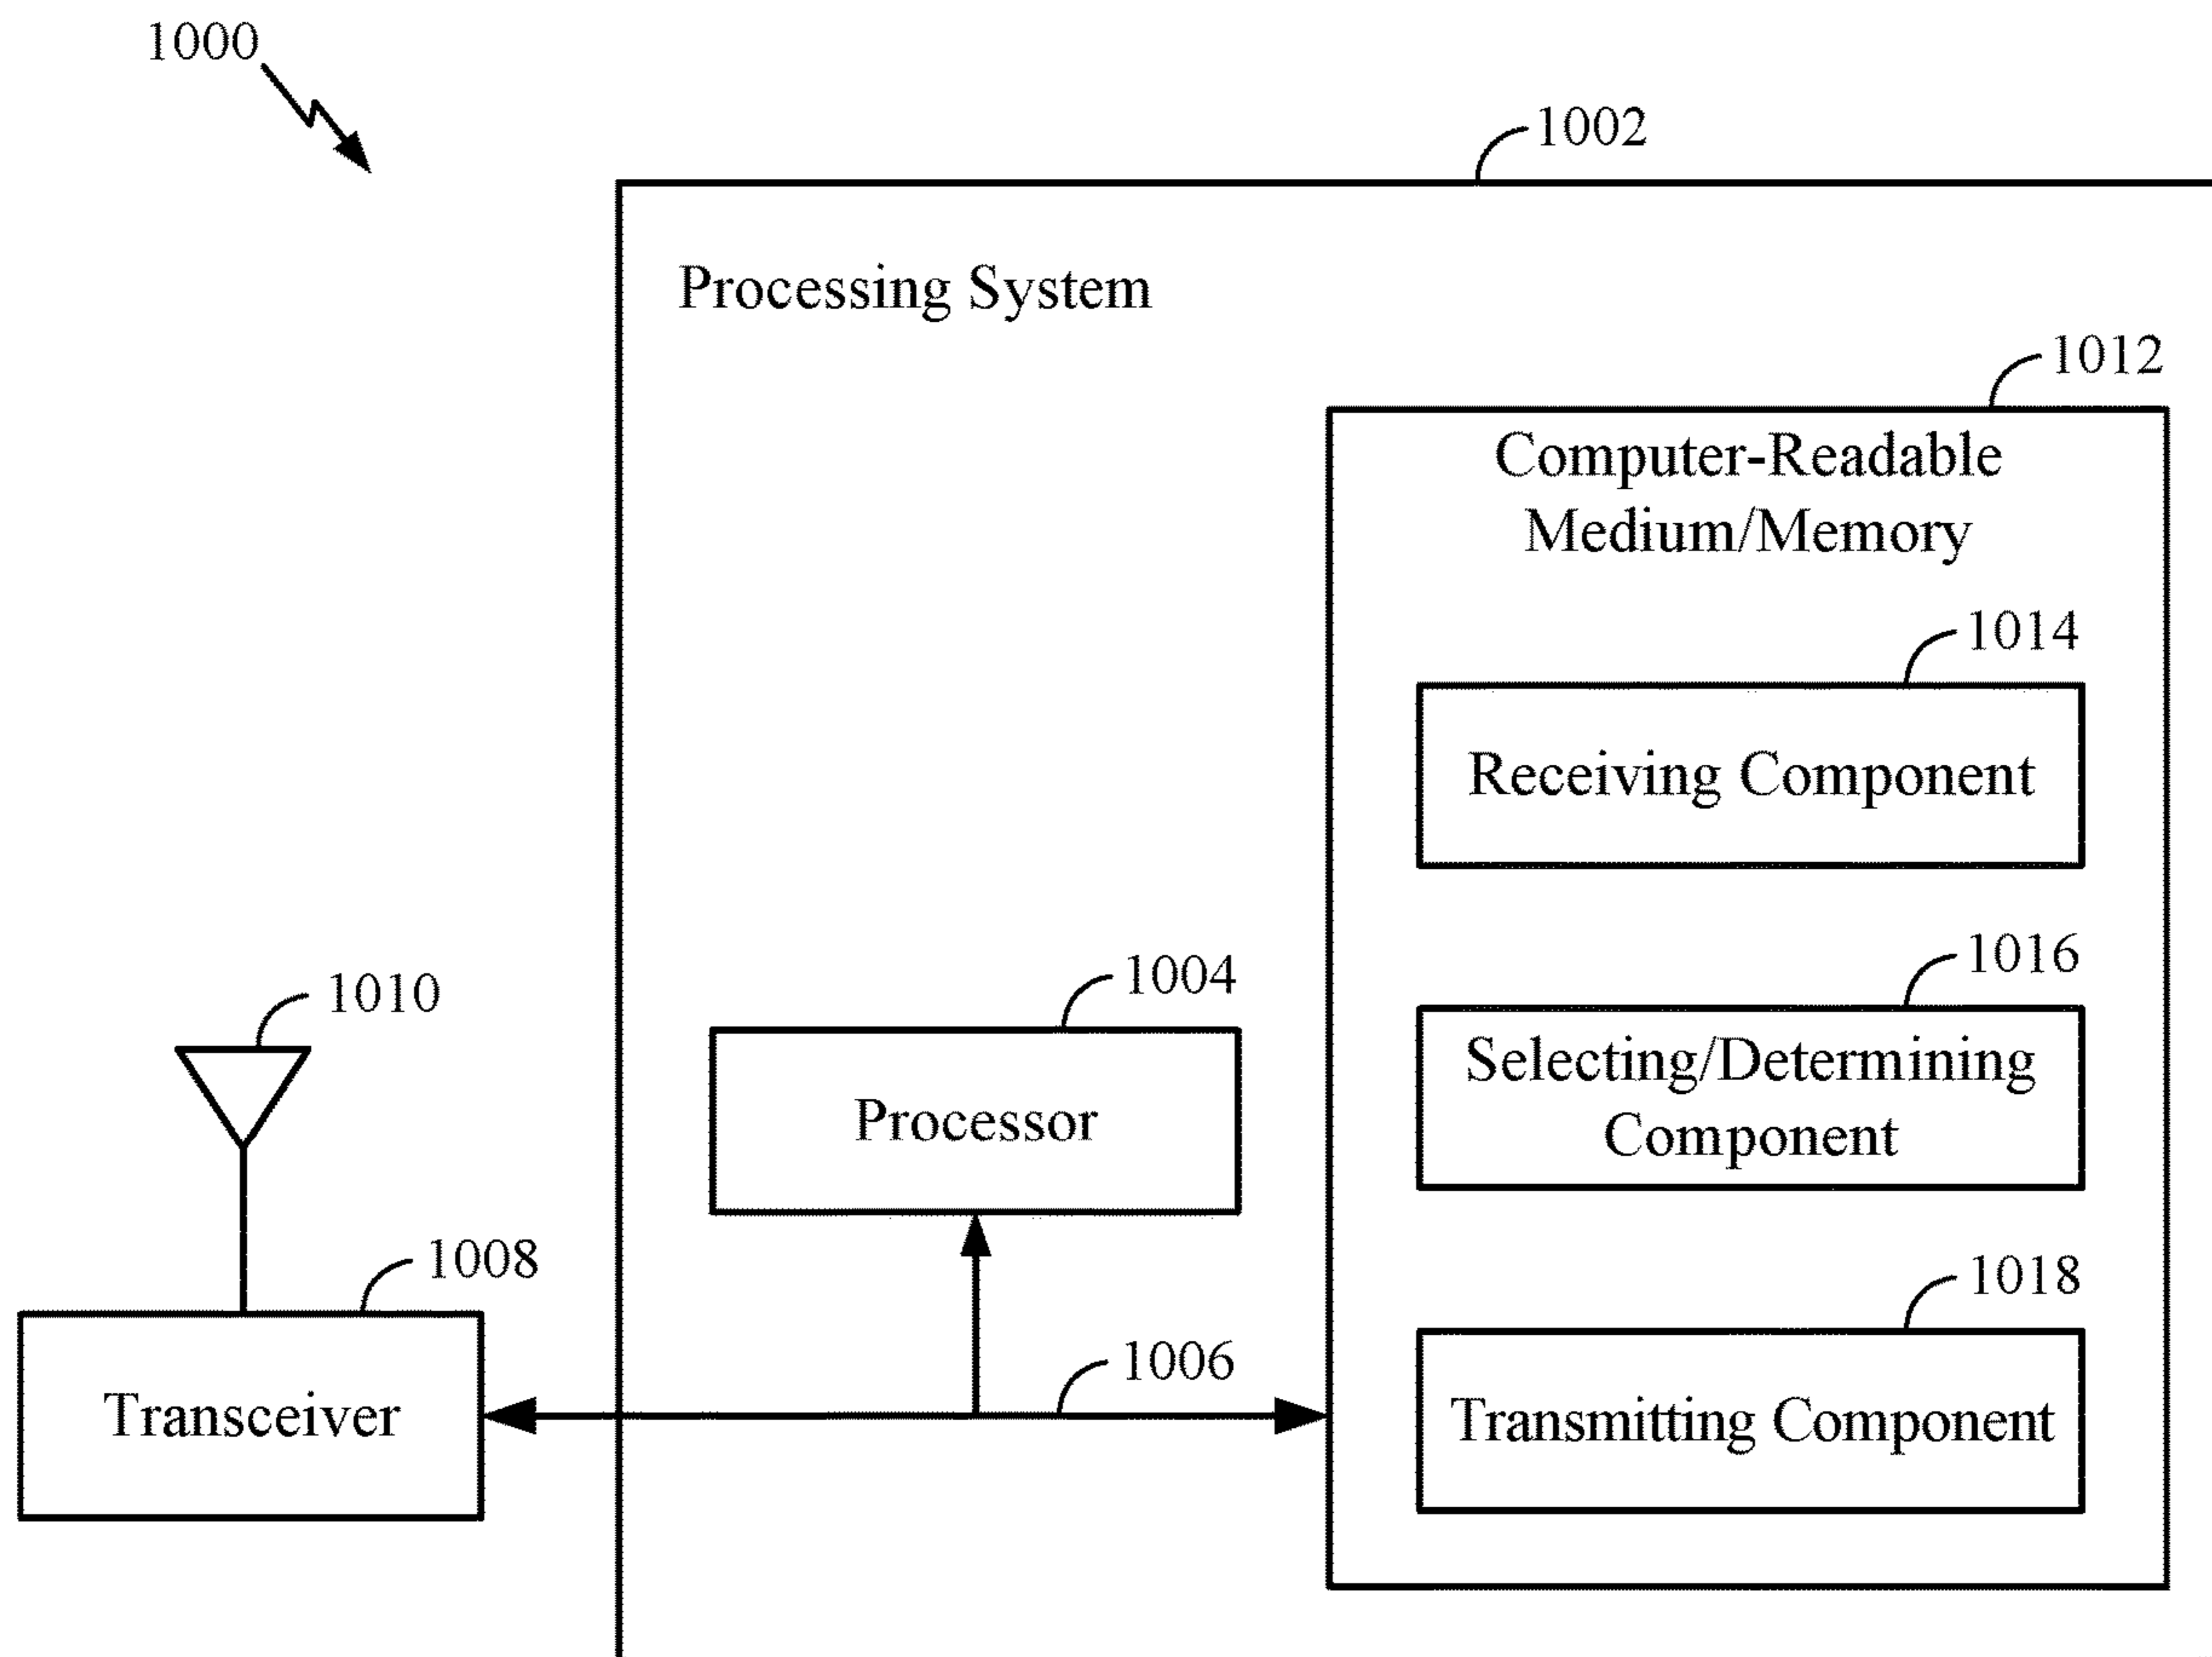 1000
1002
Processing System
1012
Computer-Readable
Medium/Memory
1014
Receiving Component
1004
1016
Processor
Selecting/Determining
Component
1010
1008
Transceiver
1006
1018
Transmitting Component